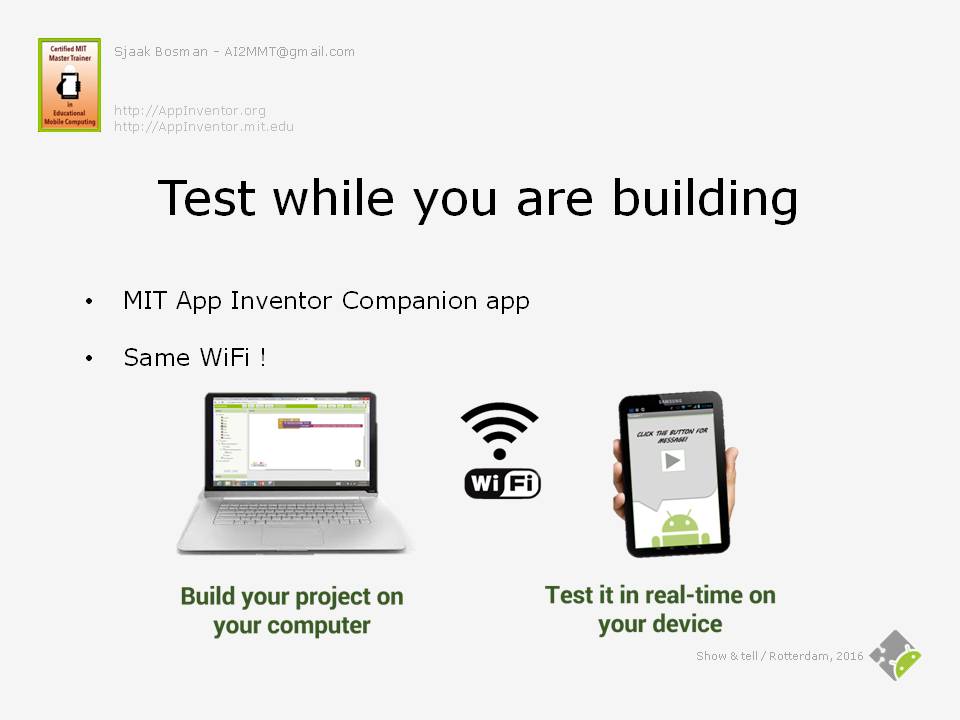 Certified MIT
Master Trainer
in
Educational
Mobile Computing
Sjaak Bosman - AI2MMT@gmail.com
http://AppInventor.org
http://AppInventor.mit.edu
Test while you are building
• MIT App Inventor Companion app
• Same WiFi !
WiFi
SAMSUNG
CLICK THE BUTTON FOR
MESSAGE!
Build your project on
your computer
Test it in real-time on
your device
Show & tell / Rotterdam, 2016